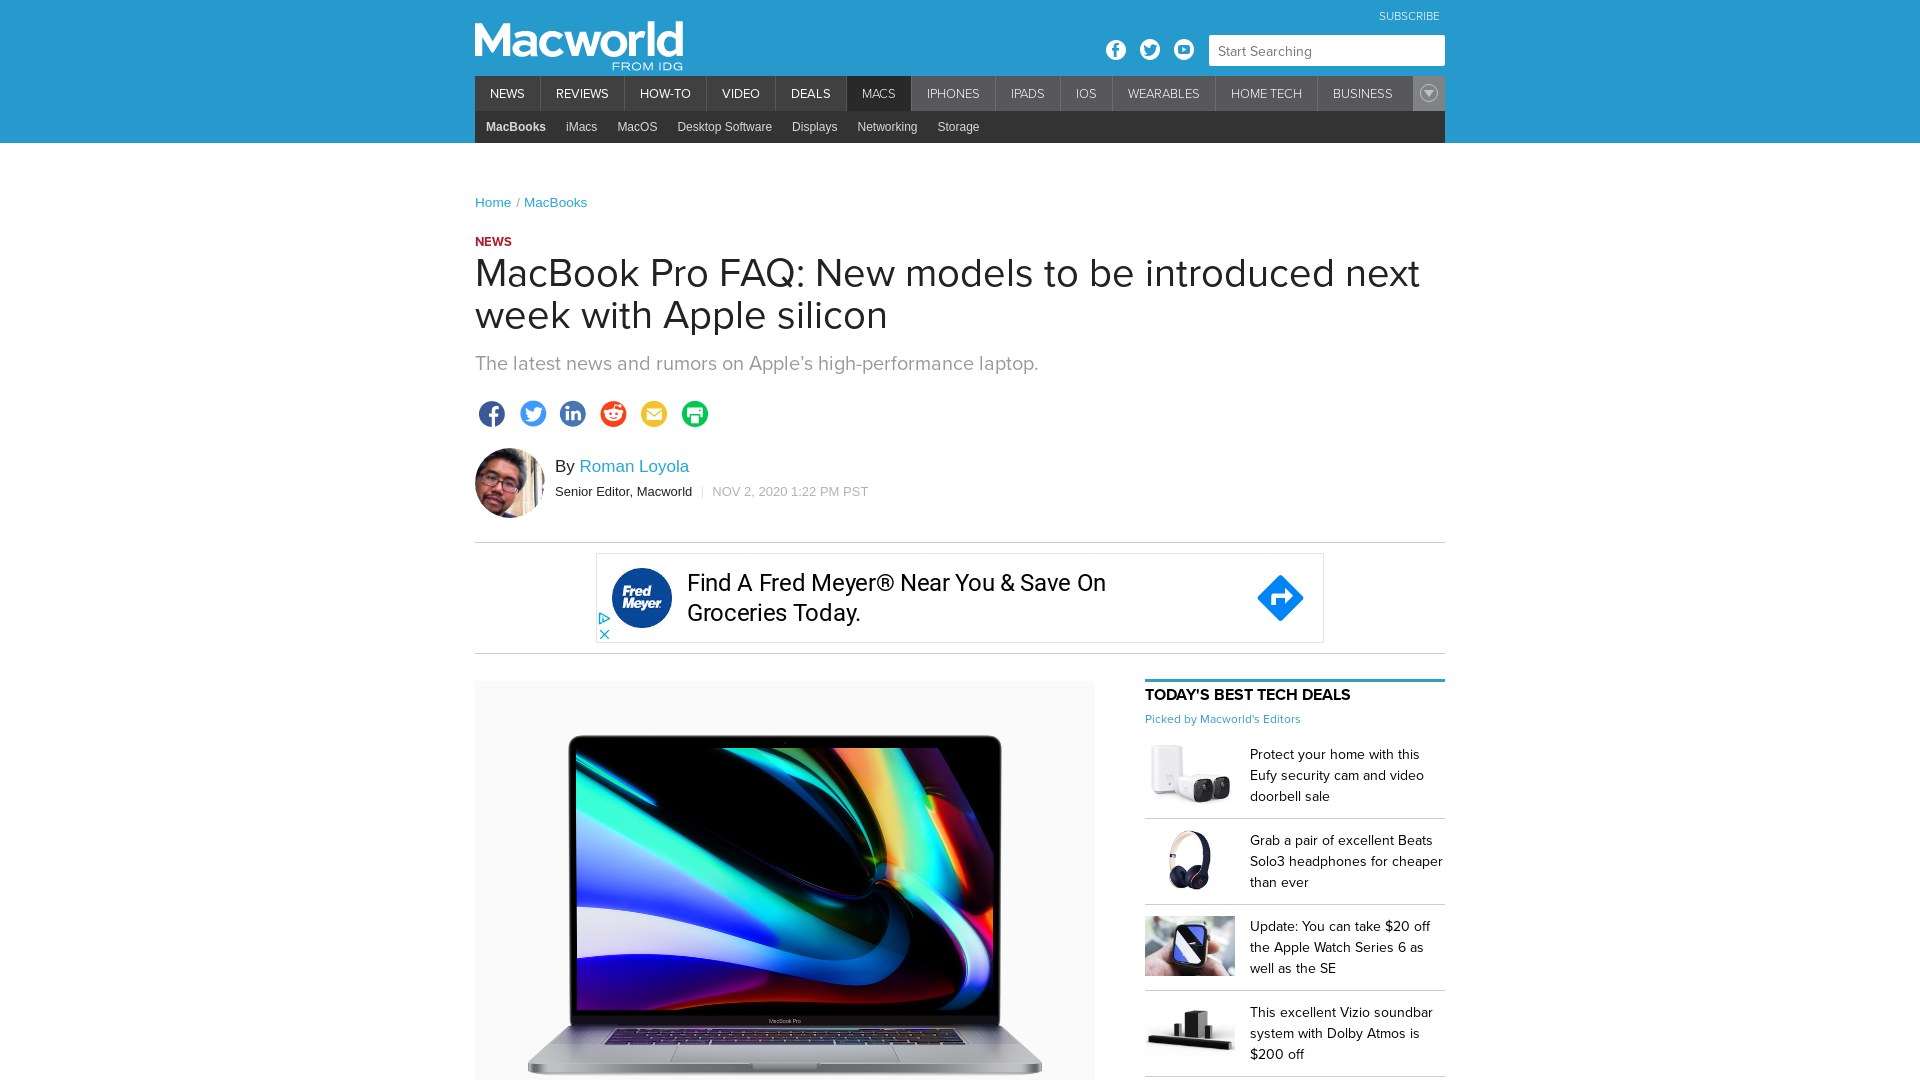 SUBSCRIBE
Macworld
FROM IDG
Start Searching
NEWS REVIEWS HOW-TO VIDEO DEALS MACS IPHONES IPADS IOS WEARABLES HOME TECH BUSINESS
MacBooks iMacs MacOS Desktop Software Displays Networking Storage
Home / MacBooks
NEWS
MacBook Pro FAQ: New models to be introduced next
week with Apple silicon
The latest news and rumors on Apple’s high-performance laptop.
By Roman Loyola
Senior Editor, Macworld | NOV 2, 2020 1:22 PM PST
Fred
Meyer
Find A Fred Meyer® Near You & Save On
Groceries Today.
MacBook Pro
TODAY'S BEST TECH DEALS
Picked by Macworld's Editors
Protect your home with this
Eufy security cam and video
doorbell sale
Grab a pair of excellent Beats
Solo3 headphones for cheaper
than ever
Update: You can take $20 off
the Apple Watch Series 6 as
well as the SE
This excellent Vizio soundbar
system with Dolby Atmos is
$200 off